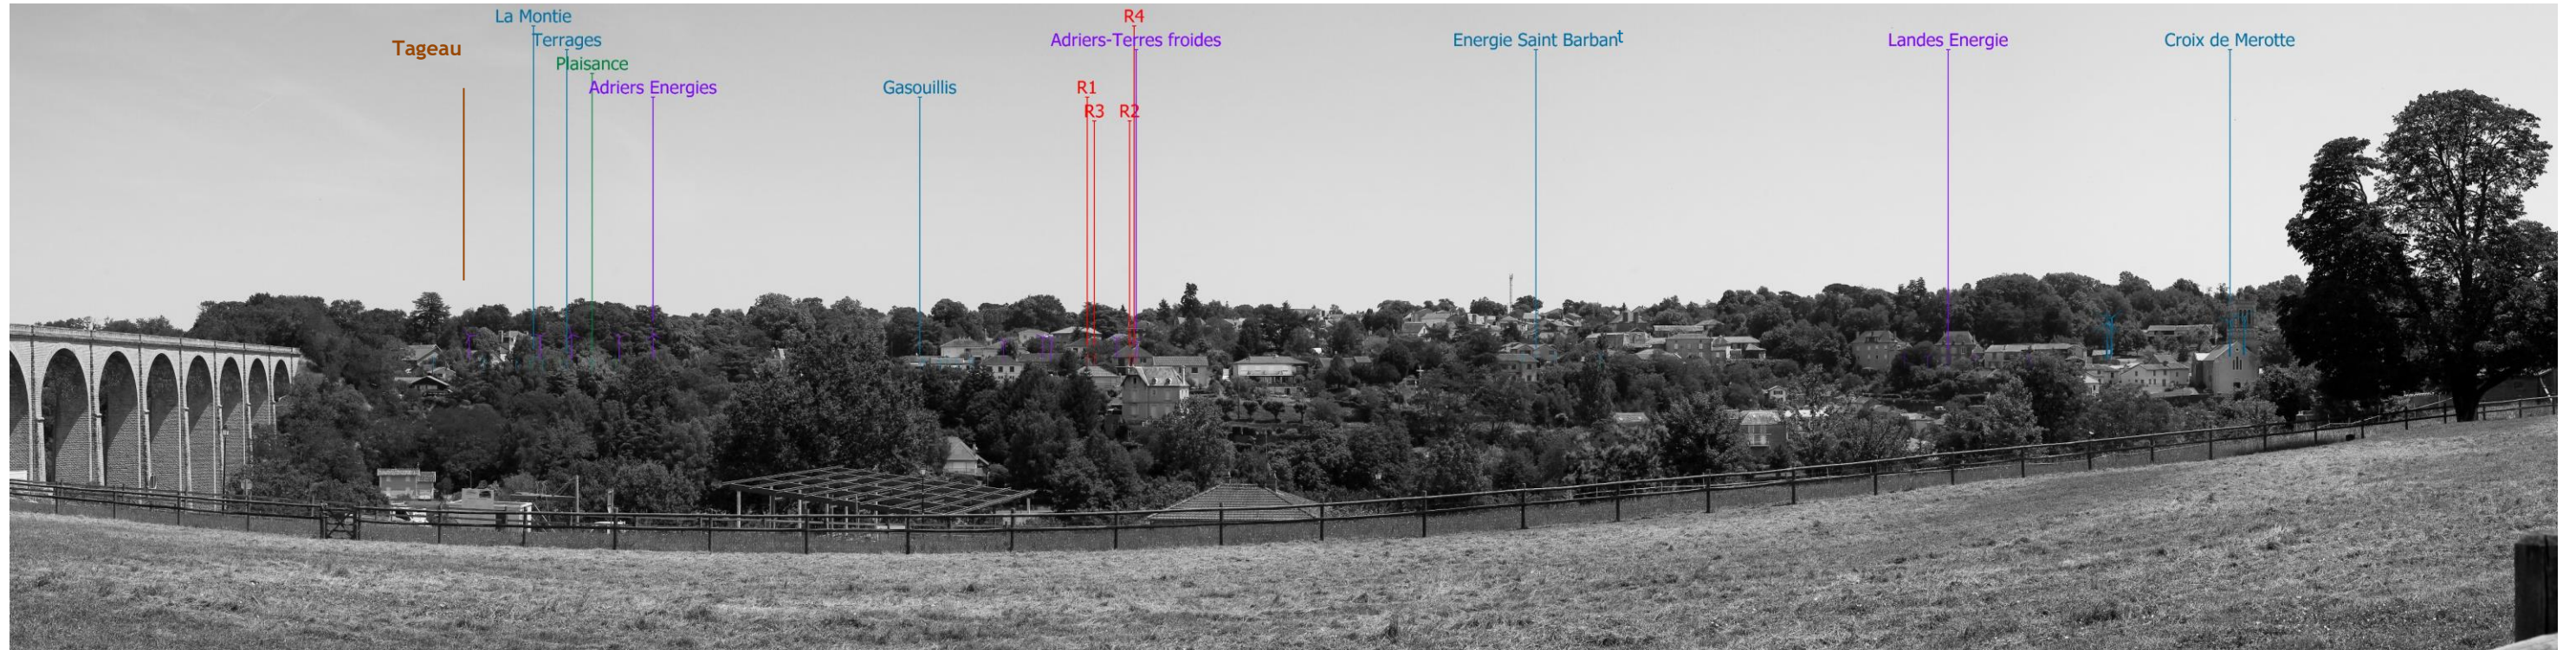 La Montie
R4
Tageau
Terrages
Adriers-Terres froides
Energie Saint Barbant
Landes Energie
Croix de Merotte
Plaisance
Adriers Energies
Gasouillis
R1
R3
R2